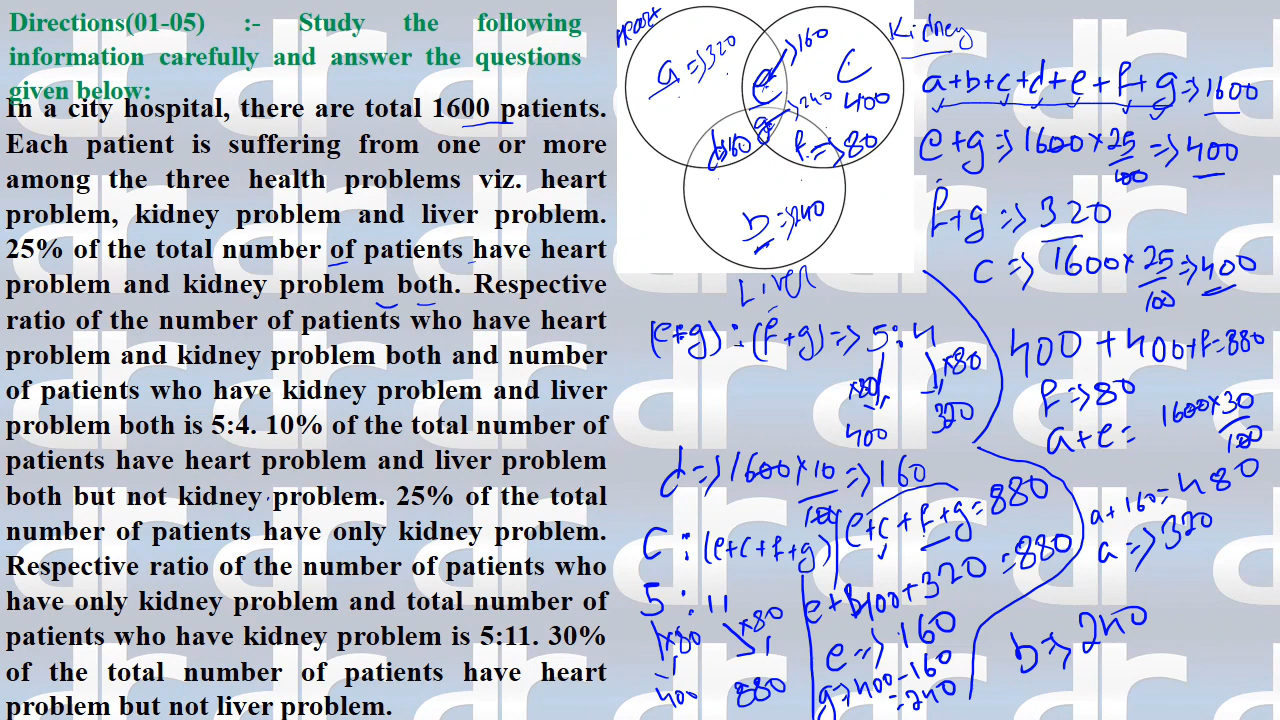 Directions(01-05) :- Study the following
information carefully and answer the questions
given below:
In a city hospital, there are total 1600 patients.
Each patient is suffering from one or more
among the three health problems viz. heart
problem, kidney problem and liver problem.
25% of the total number of patients have heart
problem and kidney problem both. Respective
ratio of the number of patients who have heart
problem and kidney problem both and number
of patients who have kidney problem and liver
problem both is 5:4. 10% of the total number of
patients have heart problem and liver problem
both but not kidney problem. 25% of the total
number of patients have only kidney problem.
Respective ratio of the number of patients who
have only kidney problem and total number of
patients who have kidney problem is 5:11. 30%
of the total number of patients have heart
problem but not liver problem.
Kidney
a => 320
e => 160
C
400
g => 240
d 160
f => 80
b => 240
Liver
a+b+c+d+e+f+g => 1600
e+g => 1600 × 25/100 => 400
f+g => 320
C => 1600 × 25/100 => 400
(e+g) : (f+g) => 5:4
×80 ×80
400 320
400 + 400 + f = 880
f => 80
a+e = 1600×30/100
d => 1600 × 10/100 => 160
a + 160 = 480
a => 320
C : (e+c+f+g)
5 : 11
×80 ×80
400 880
e+c+f+g = 880
e + 400 + 320 = 880
e => 160
g => 400-160
= 240
b => 240
dr